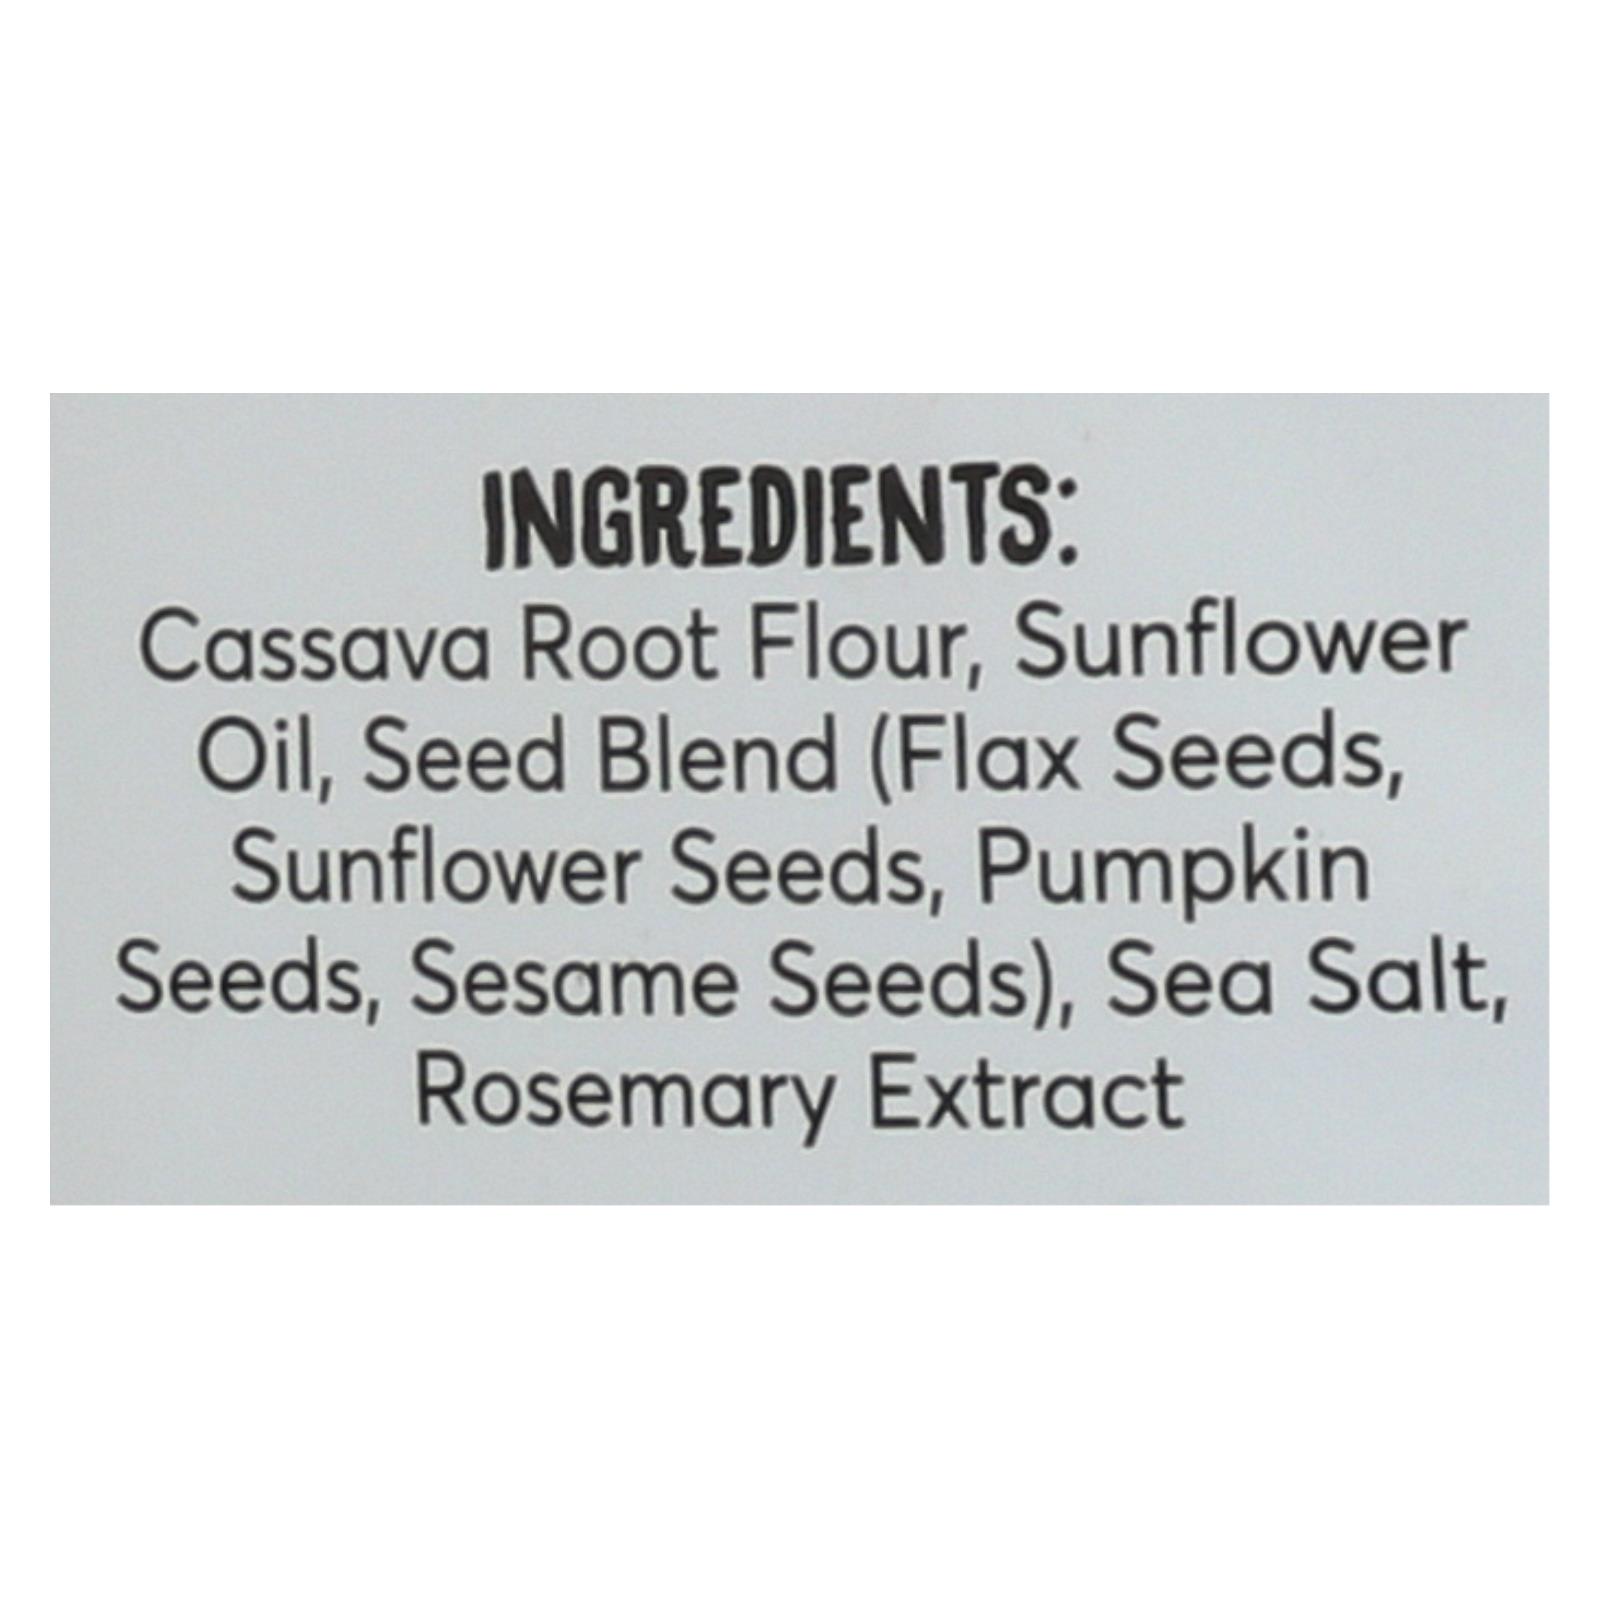 INGREDIENTS:
Cassava Root Flour, Sunflower
Oil, Seed Blend (Flax Seeds,
Sunflower Seeds, Pumpkin
Seeds, Sesame Seeds), Sea Salt,
Rosemary Extract